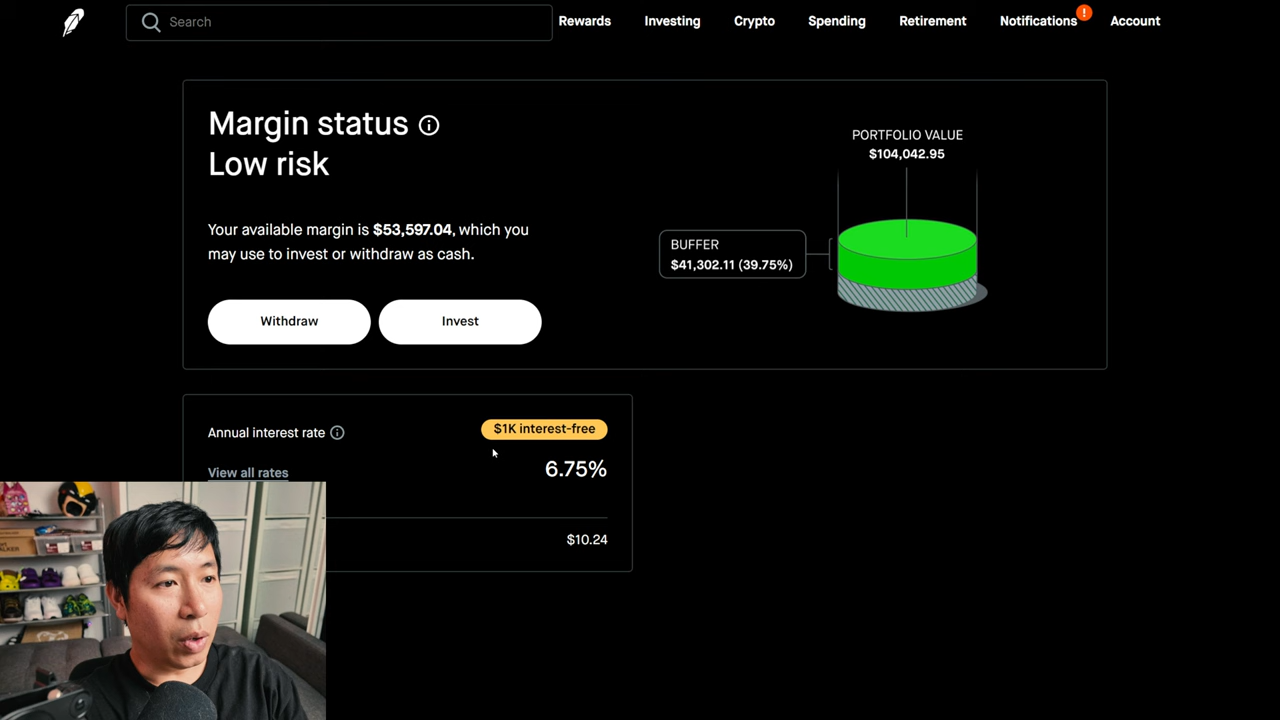 Search
Rewards
Investing
Crypto
Spending
Retirement
Notifications
!
Account
Margin status
Low risk
Your available margin is $53,597.04, which you
may use to invest or withdraw as cash.
Withdraw
Invest
PORTFOLIO VALUE
$104,042.95
BUFFER
$41,302.11 (39.75%)
Annual interest rate
$1K interest-free
View all rates
6.75%
$10.24